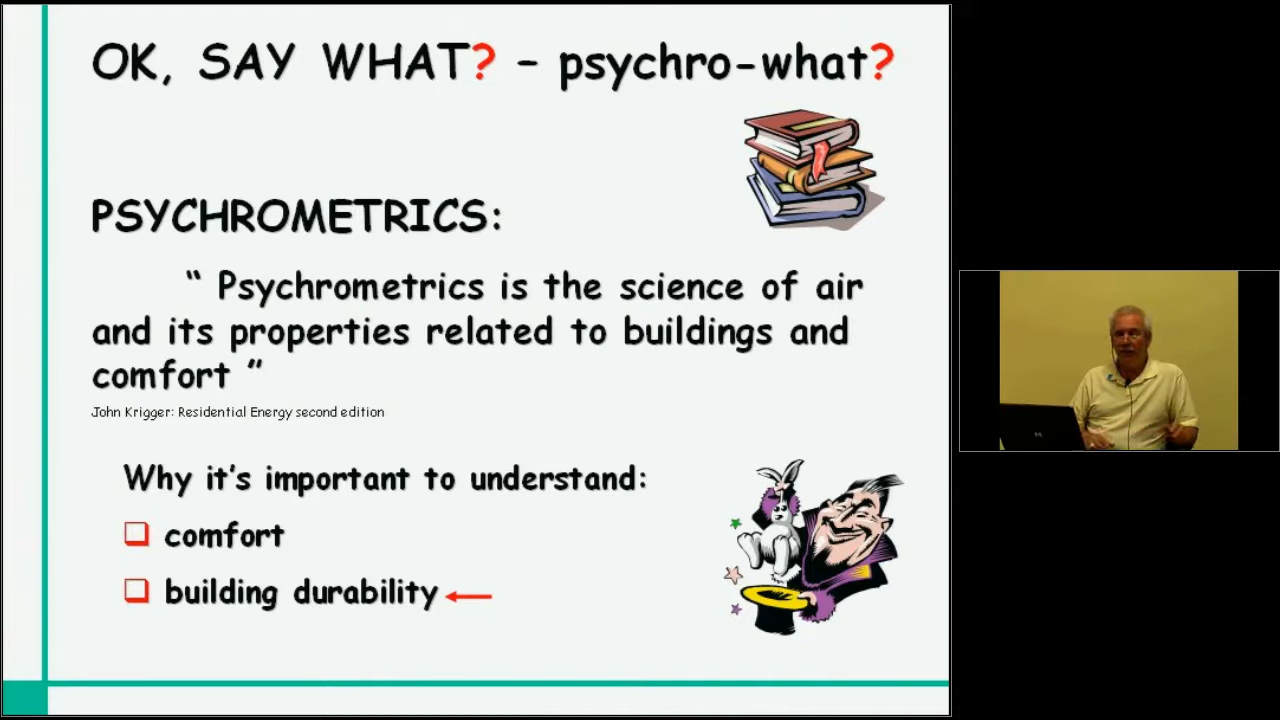 OK, SAY WHAT? – psychro-what?
PSYCHROMETRICS:
“ Psychrometrics is the science of air
and its properties related to buildings and
comfort ”
John Krigger: Residential Energy second edition
Why it’s important to understand:
comfort
building durability